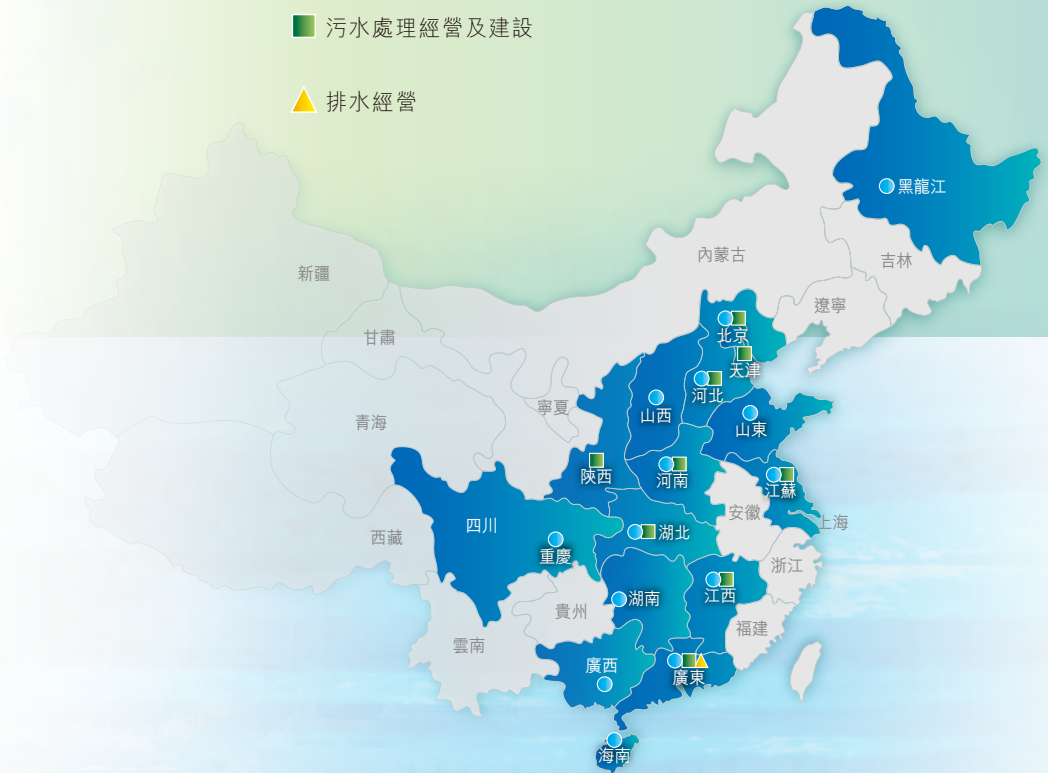 污水處理經營及建設
排水經營
黑龍江
內蒙古
吉林
新疆
遼寧
北京
甘肅
天津
河北
寧夏
山西
青海
山東
陝西
河南
江蘇
安徽
上海
四川
湖北
西藏
重慶
浙江
江西
湖南
貴州
福建
雲南
廣西
廣東
海南